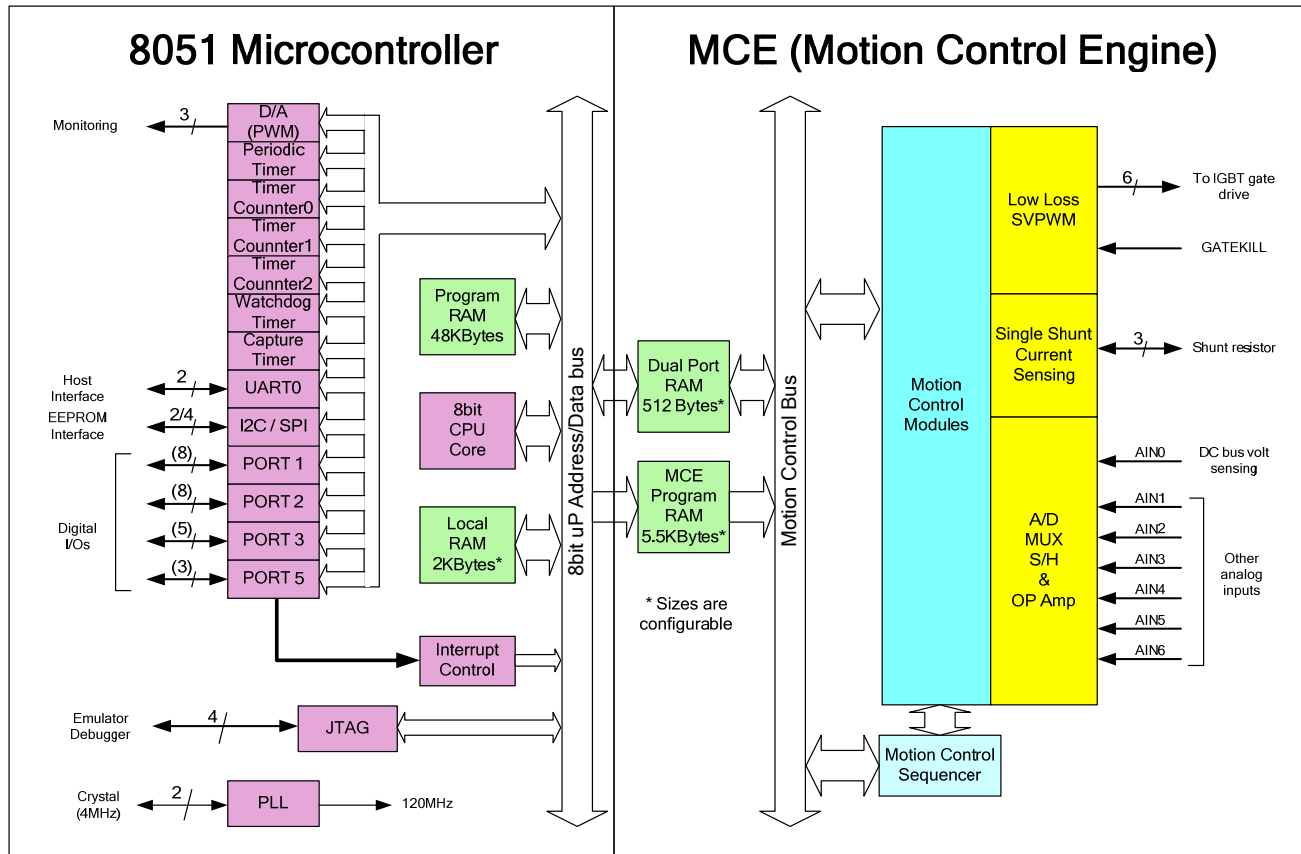 8051 Microcontroller
MCE (Motion Control Engine)
Monitoring
3
D/A
(PWM)
Periodic
Timer
Timer
Counnter0
Timer
Counnter1
Timer
Counnter2
Watchdog
Timer
Capture
Timer
Host
Interface
2
UART0
EEPROM
Interface
2/4
I2C / SPI
(8)
PORT 1
(8)
PORT 2
Digital
I/Os
(5)
PORT 3
(3)
PORT 5
Program
RAM
48KBytes
8bit
CPU
Core
Local
RAM
2KBytes*
Interrupt
Control
Emulator
Debugger
4
JTAG
Crystal
(4MHz)
2
PLL
120MHz
8bit uP Address/Data bus
Dual Port
RAM
512 Bytes*
MCE
Program
RAM
5.5KBytes*
* Sizes are
configurable
Motion Control Bus
Motion
Control
Modules
Low Loss
SVPWM
6
To IGBT gate
drive
GATEKILL
Single Shunt
Current
Sensing
3
Shunt resistor
A/D
MUX
S/H
&
OP Amp
AIN0
DC bus volt
sensing
AIN1
AIN2
AIN3
AIN4
AIN5
AIN6
Other
analog
inputs
Motion Control
Sequencer